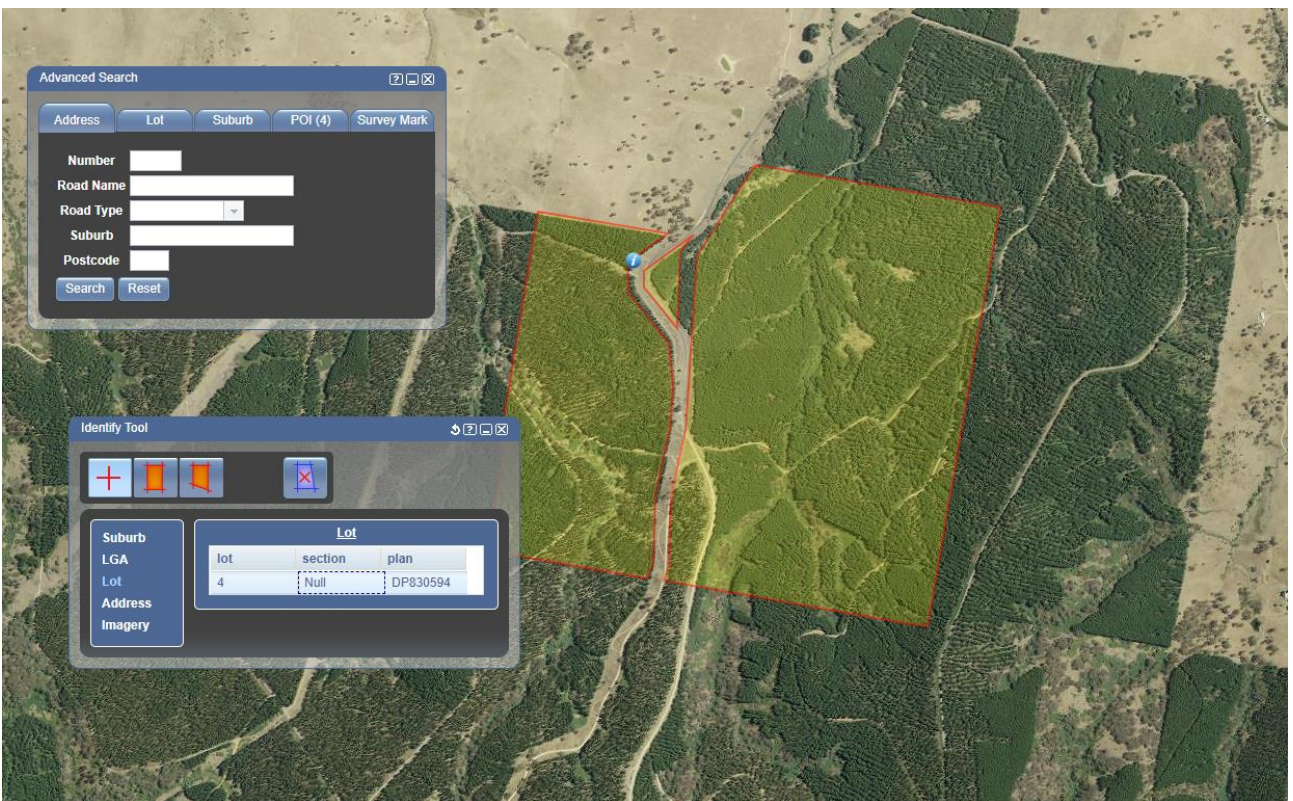 Advanced Search
Address Lot Suburb POI (4) Survey Mark
Number
Road Name
Road Type
Suburb
Postcode
Search Reset
i
Identify Tool
Suburb
LGA
Lot
Address
Imagery
Lot
lot section plan
4 Null DP830594